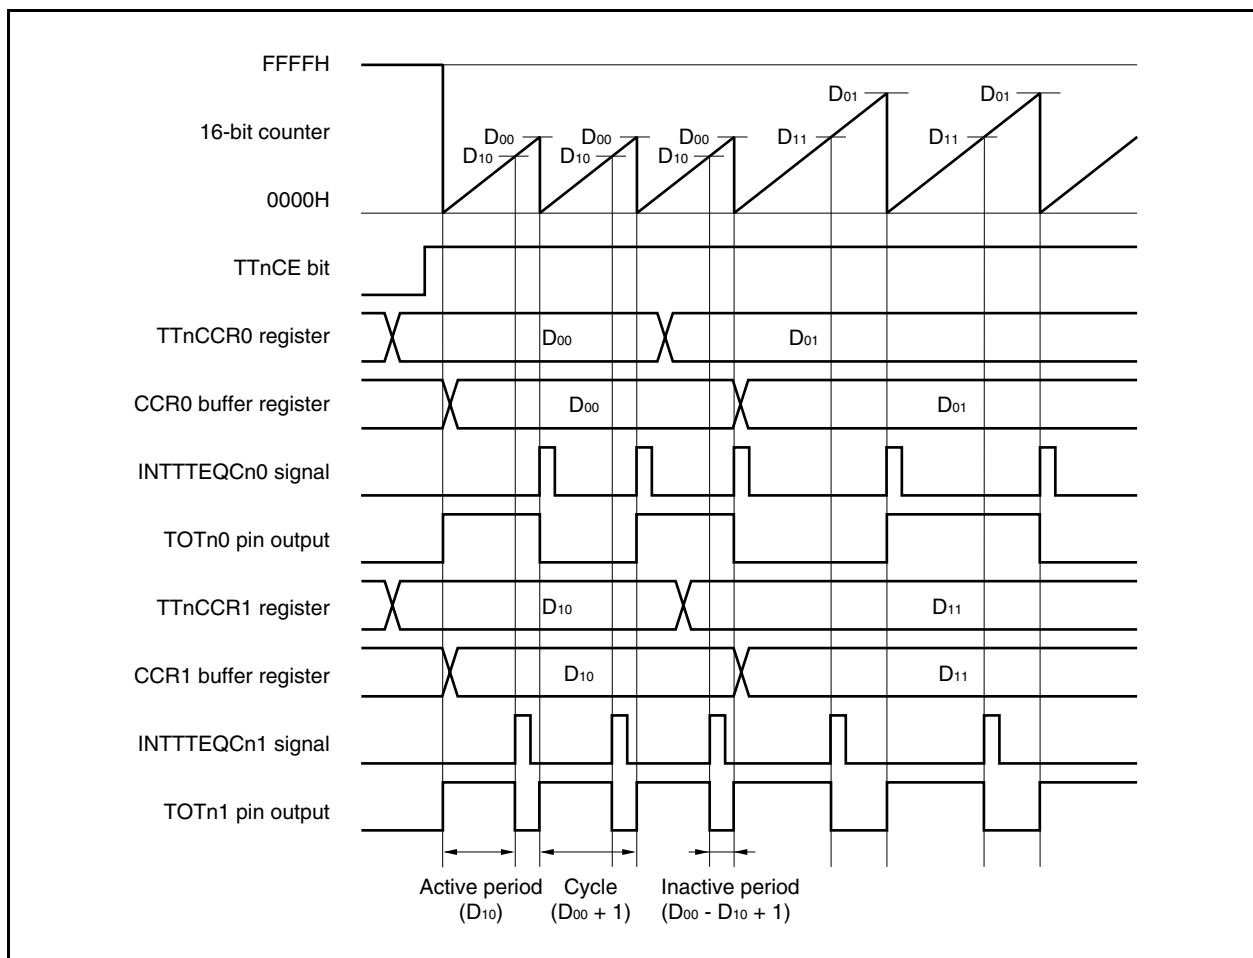 FFFFH
D01 D01
16-bit counter D00 D00 D00 D11 D11
D10 D10 D10
0000H
TTnCE bit
TTnCCR0 register D00 D01
CCR0 buffer register D00 D01
INTTTEQCn0 signal
TOTn0 pin output
TTnCCR1 register D10 D11
CCR1 buffer register D10 D11
INTTTEQCn1 signal
TOTn1 pin output
Active period Cycle Inactive period
(D10) (D00 + 1) (D00 - D10 + 1)